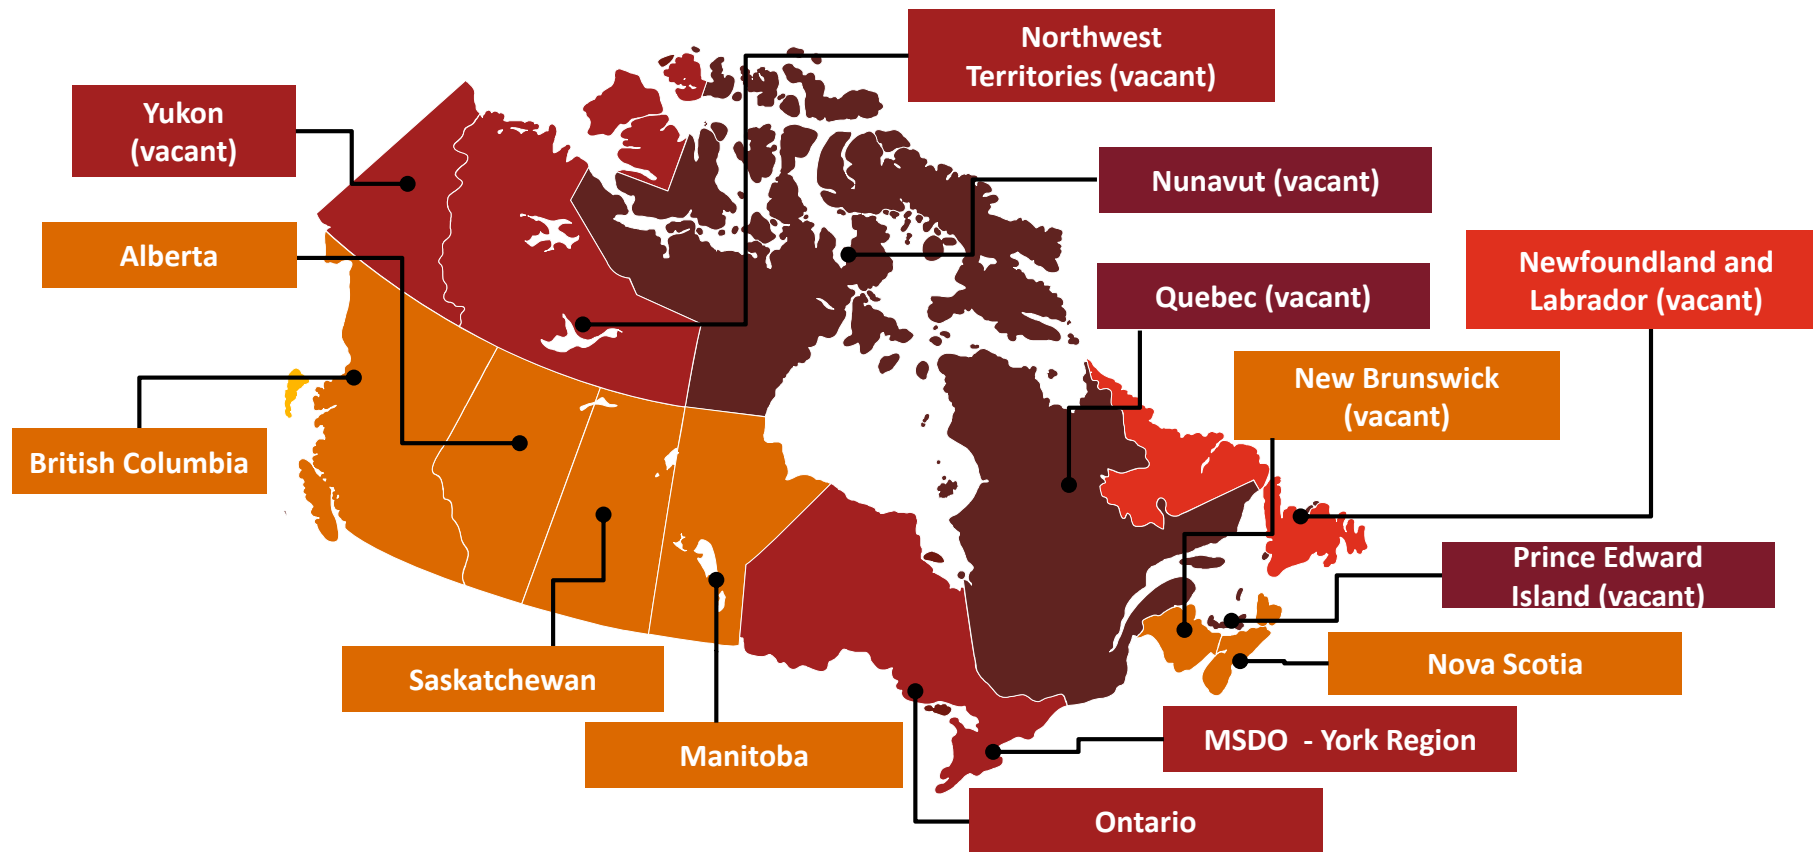 Northwest
Territories (vacant)
Yukon
(vacant)
Nunavut (vacant)
Alberta
Newfoundland and
Labrador (vacant)
Quebec (vacant)
New Brunswick
(vacant)
British Columbia
Prince Edward
Island (vacant)
Nova Scotia
Saskatchewan
MSDO  - York Region
Manitoba
Ontario